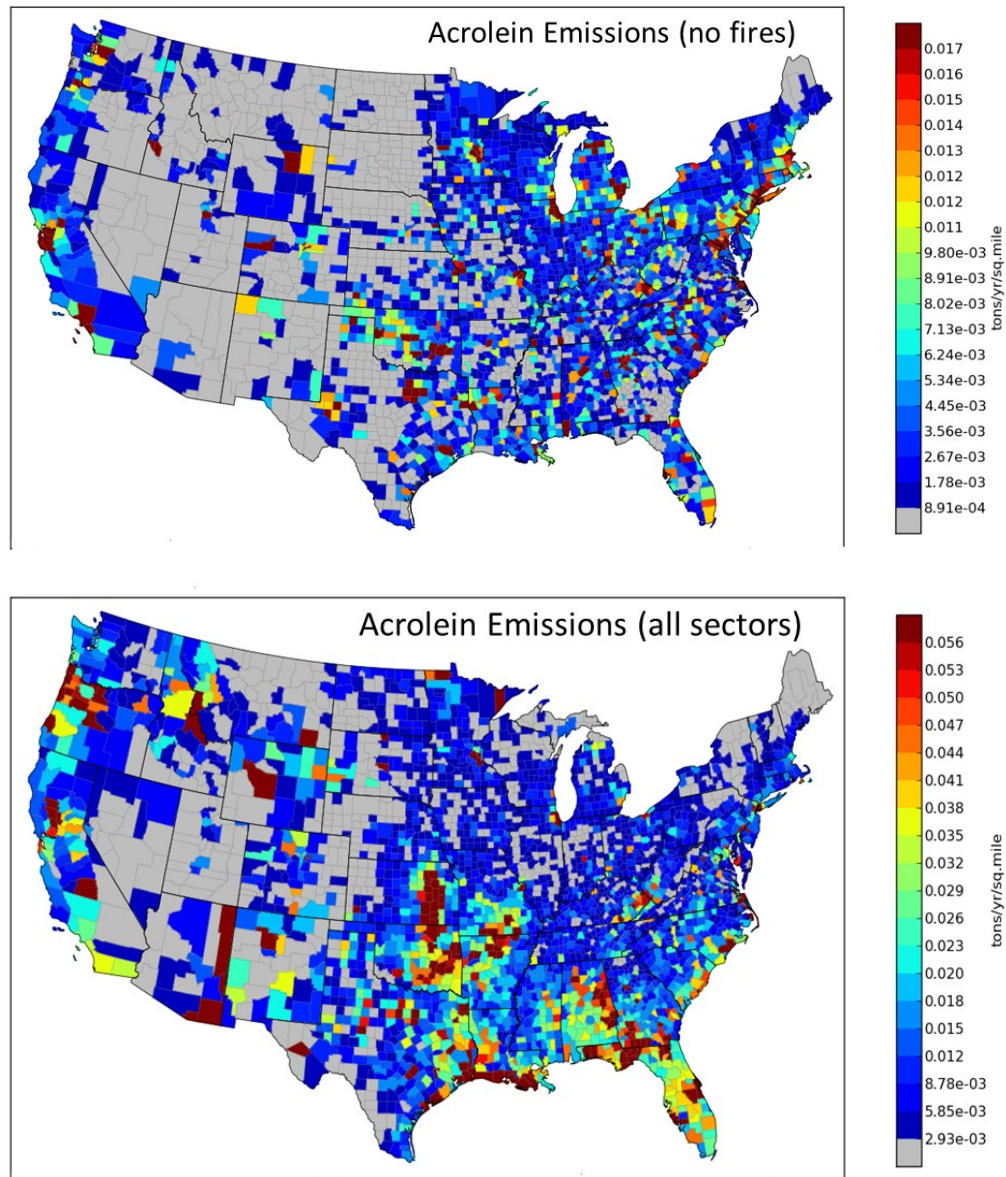 Acrolein Emissions (no fires)
0.017
0.016
0.015
0.014
0.013
0.012
0.012
0.011
9.80e-03
8.91e-03
8.02e-03
7.13e-03
6.24e-03
5.34e-03
4.45e-03
3.56e-03
2.67e-03
1.78e-03
8.91e-04
tons/yr/sq.mile
Acrolein Emissions (all sectors)
0.056
0.053
0.050
0.047
0.044
0.041
0.038
0.035
0.032
0.029
0.026
0.023
0.020
0.018
0.015
0.012
8.78e-03
5.85e-03
2.93e-03
tons/yr/sq.mile